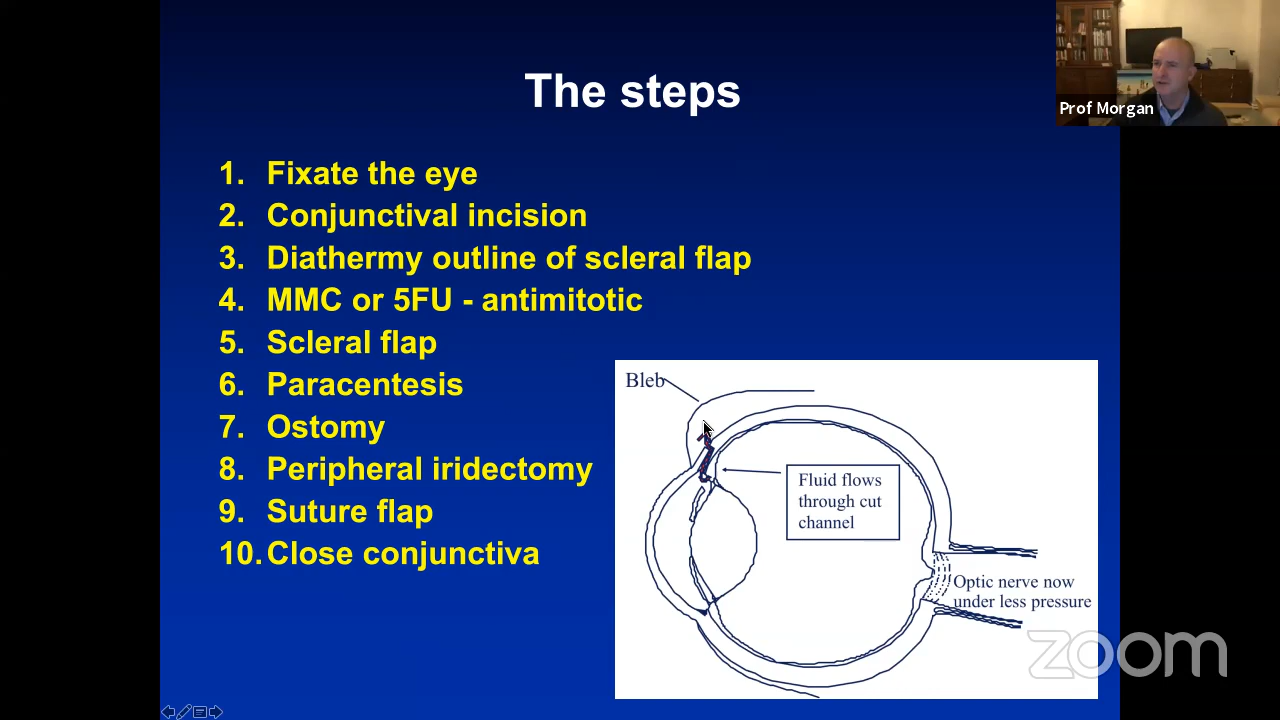 The steps
Prof Morgan
1. Fixate the eye
2. Conjunctival incision
3. Diathermy outline of scleral flap
4. MMC or 5FU - antimitotic
5. Scleral flap
6. Paracentesis
7. Ostomy
8. Peripheral iridectomy
9. Suture flap
10. Close conjunctiva
Bleb
Fluid flows
through cut
channel
Optic nerve now
under less pressure
zoom